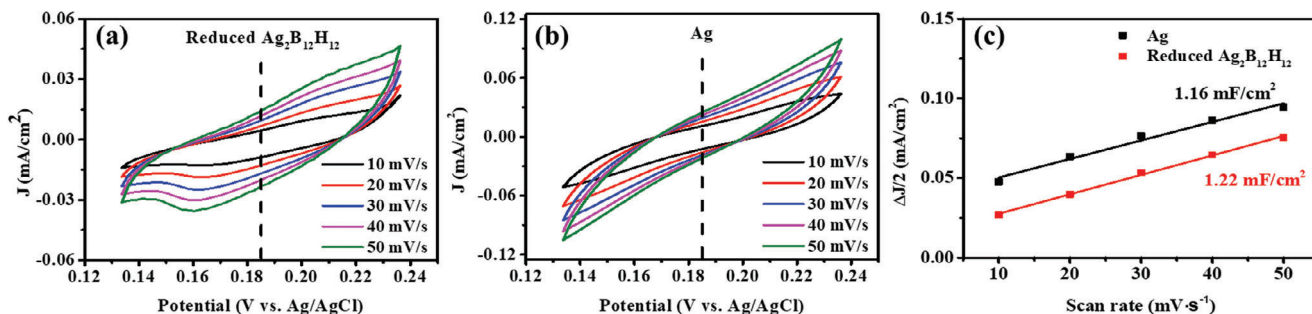 (a)
Reduced Ag₂B₁₂H₁₂
0.06
0.03
0.00
-0.03
-0.06
J (mA/cm²)
10 mV/s
20 mV/s
30 mV/s
40 mV/s
50 mV/s
0.12 0.14 0.16 0.18 0.20 0.22 0.24
Potential (V vs. Ag/AgCl)
(b)
Ag
0.12
0.06
0.00
-0.06
-0.12
J (mA/cm²)
10 mV/s
20 mV/s
30 mV/s
40 mV/s
50 mV/s
0.12 0.14 0.16 0.18 0.20 0.22 0.24
Potential (V vs. Ag/AgCl)
(c)
Ag
Reduced Ag₂B₁₂H₁₂
1.16 mF/cm²
1.22 mF/cm²
0.15
0.10
0.05
0.00
ΔJ/2 (mA/cm²)
10 20 30 40 50
Scan rate (mV·s⁻¹)